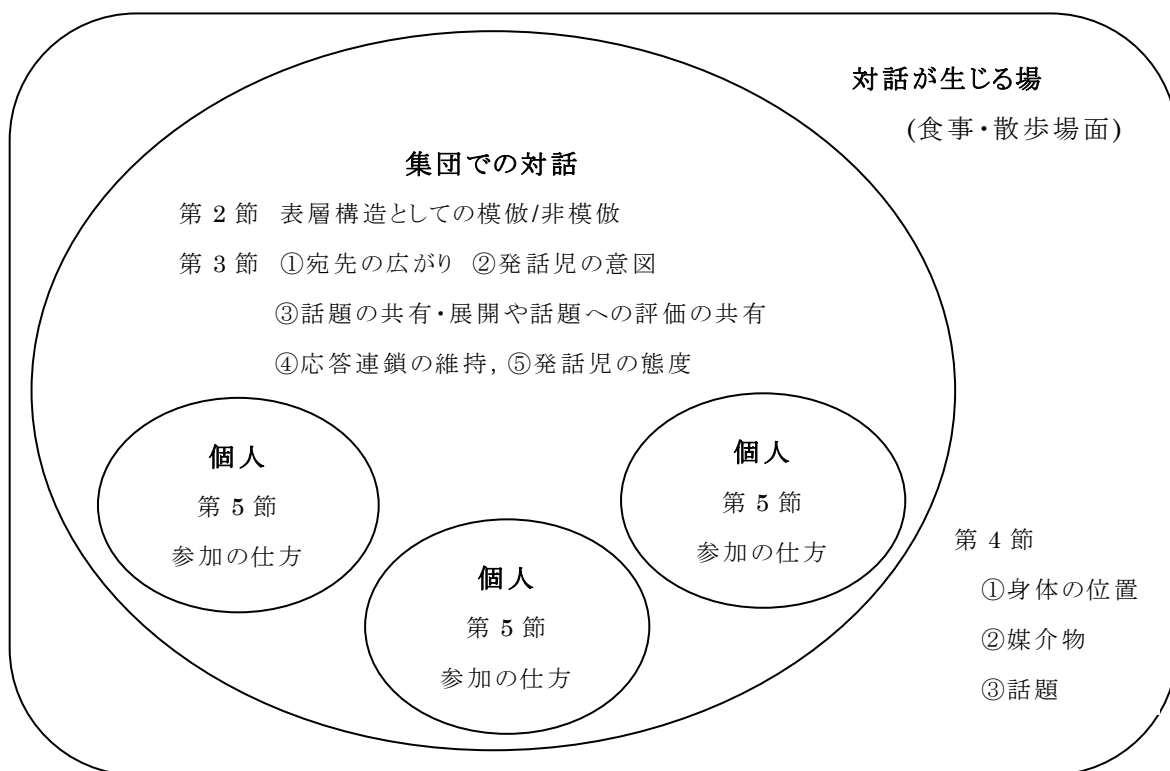 対話が生じる場
(食事・散歩場面)
集団での対話
第 2 節 表層構造としての模倣/非模倣
第 3 節 ①宛先の広がり ②発話児の意図
③話題の共有・展開や話題への評価の共有
④応答連鎖の維持, ⑤発話児の態度
個人
第 5 節
参加の仕方
個人
第 5 節
参加の仕方
個人
第 5 節
参加の仕方
第 4 節
①身体の位置
②媒介物
③話題